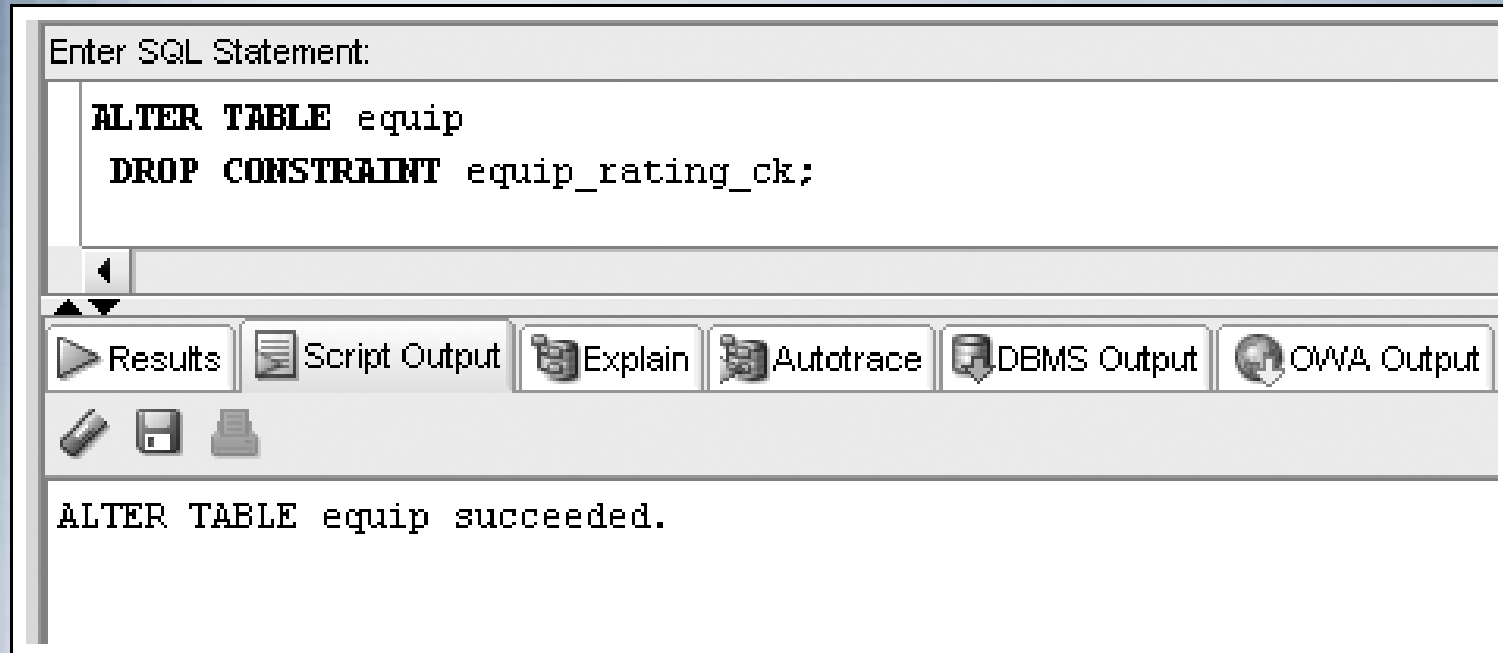 Enter SQL Statement:
ALTER TABLE equip
DROP CONSTRAINT equip_rating_ck;
Results Script Output Explain Autotrace DBMS Output OWA Output
ALTER TABLE equip succeeded.